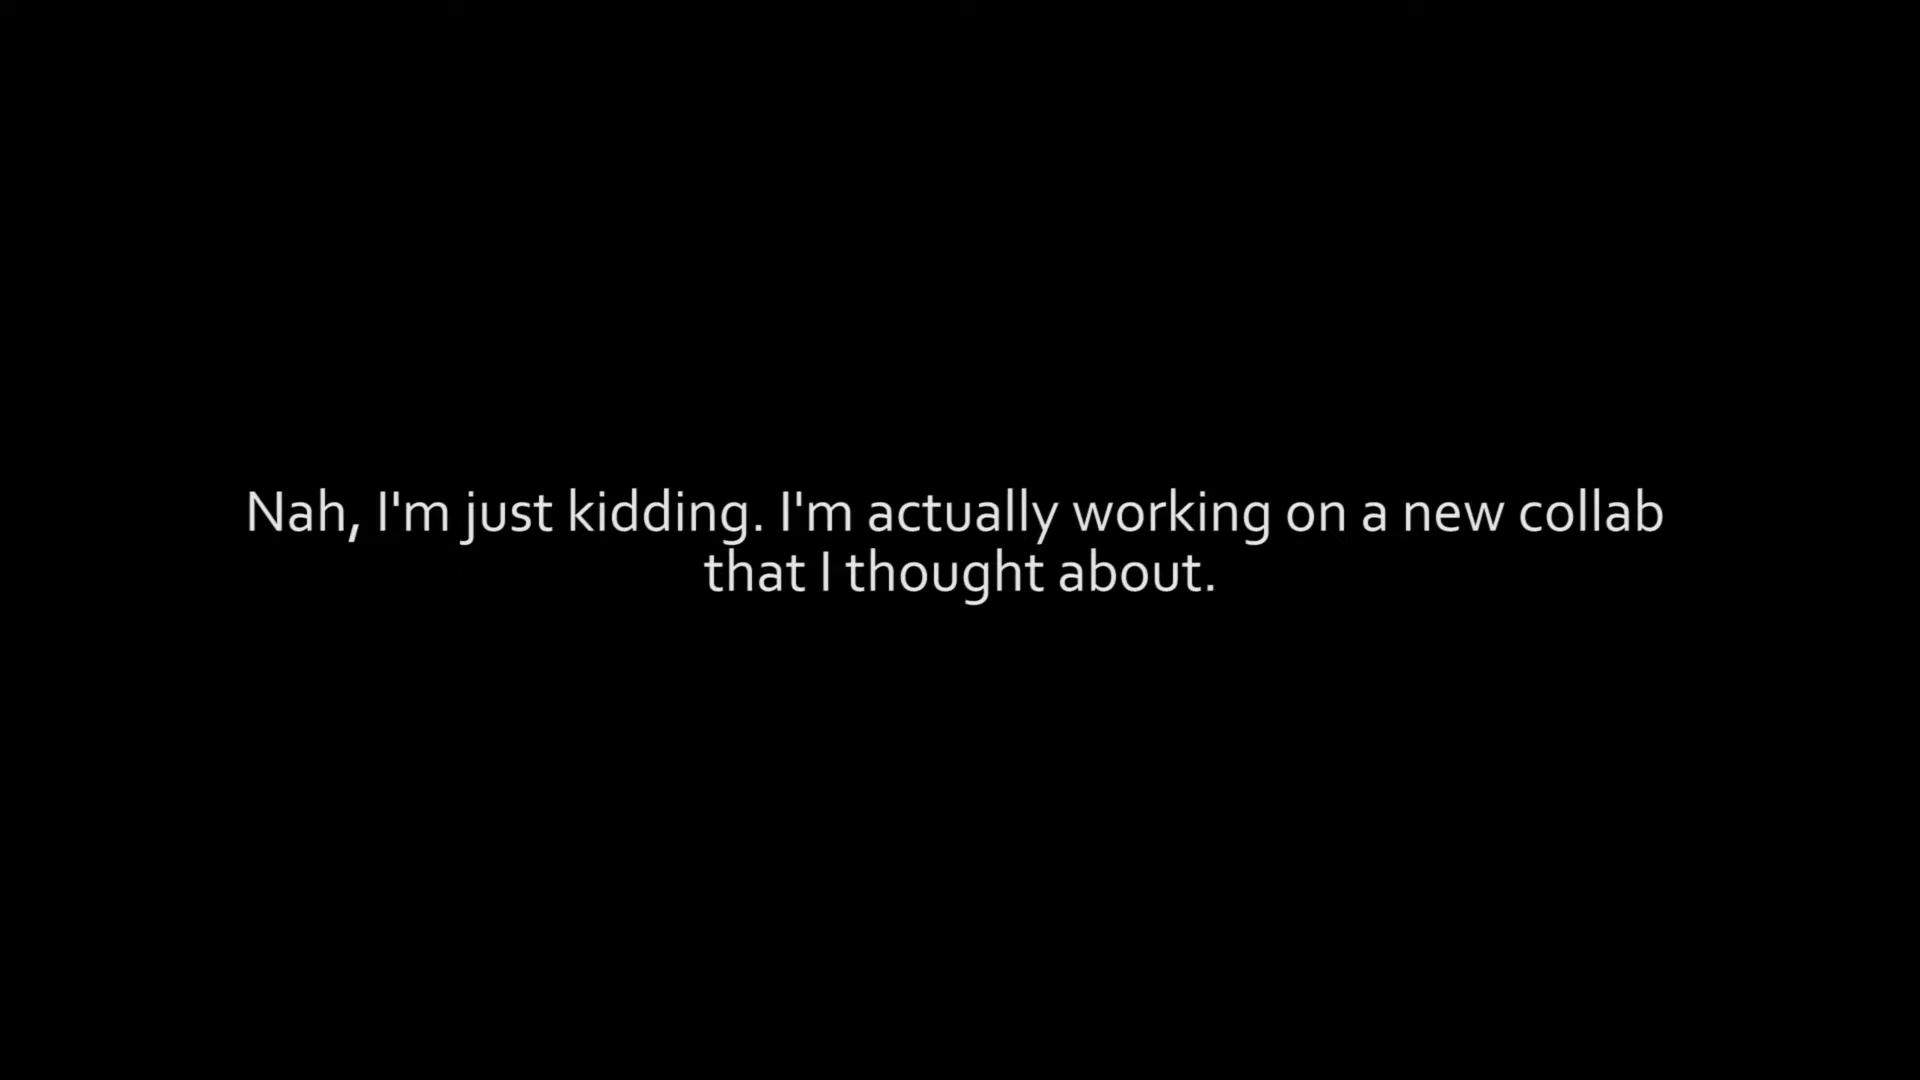 Nah, I'm just kidding. I'm actually working on a new collab
that I thought about.